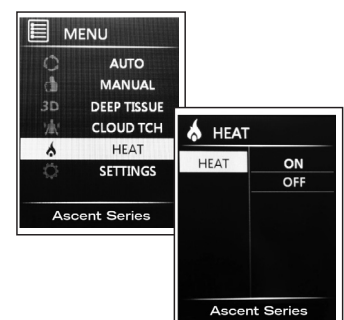 MENU
AUTO
MANUAL
3D DEEP TISSUE
CLOUD TCH
HEAT
SETTINGS
Ascent Series
HEAT
HEAT ON
OFF
Ascent Series